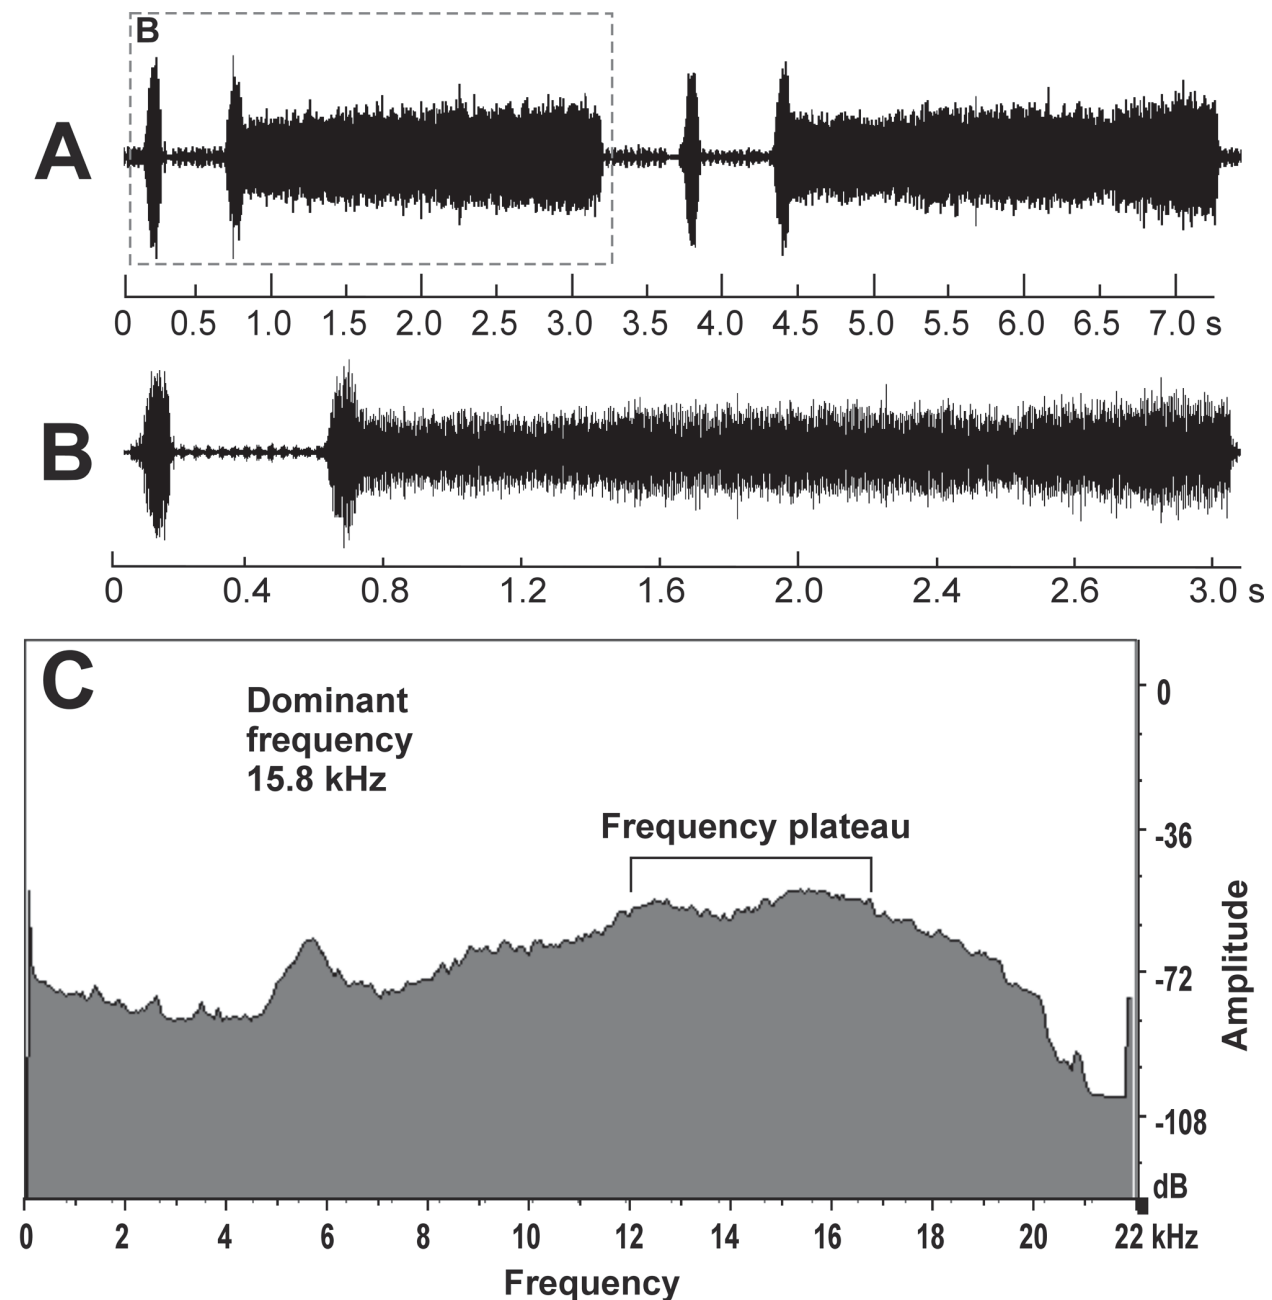 B
A
0 0.5 1.0 1.5 2.0 2.5 3.0 3.5 4.0 4.5 5.0 5.5 6.0 6.5 7.0 s
B
0 0.4 0.8 1.2 1.6 2.0 2.4 2.6 3.0 s
C
Dominant
frequency
15.8 kHz
Frequency plateau
0
-36
-72
-108
dB
Amplitude
0 2 4 6 8 10 12 14 16 18 20 22 kHz
Frequency